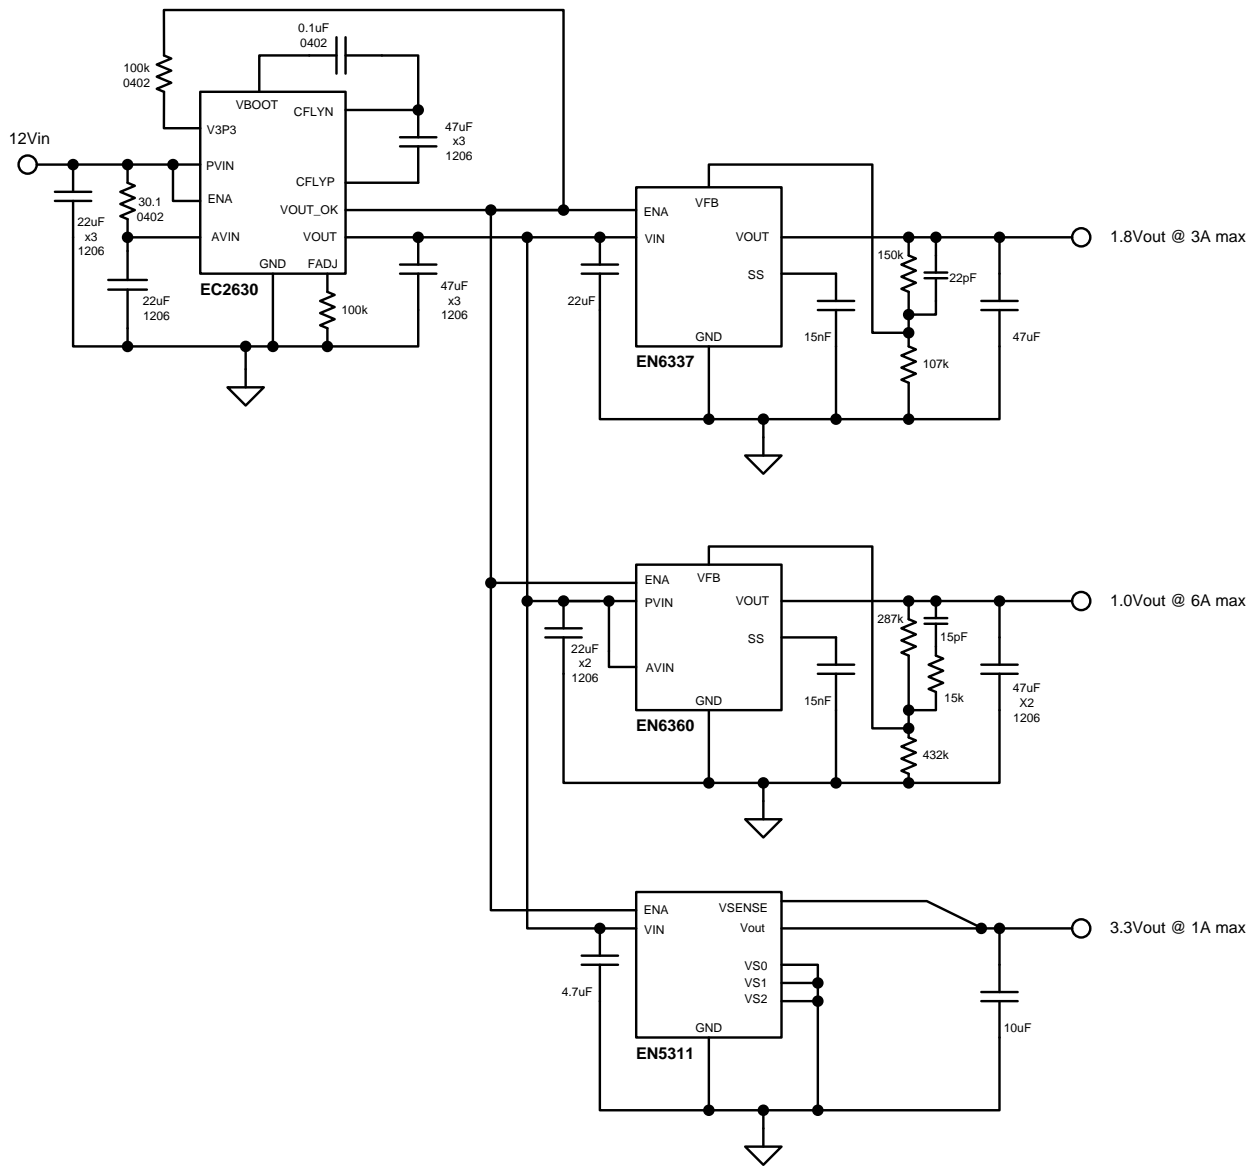 0.1uF
0402
100k
0402
VBOOT
CFLYN
V3P3
47uF
x3
1206
12Vin
PVIN
CFLYP
ENA
30.1
0402
VOUT_OK
22uF
x3
1206
AVIN
VOUT
GND
FADJ
EC2630
22uF
1206
100k
47uF
x3
1206
VFB
ENA
VIN
VOUT
1.8Vout @ 3A max
150k
SS
22pF
22uF
GND
15nF
47uF
EN6337
107k
VFB
ENA
PVIN
VOUT
1.0Vout @ 6A max
287k
SS
15pF
22uF
x2
1206
AVIN
GND
15nF
15k
47uF
X2
1206
EN6360
432k
ENA
VSENSE
VIN
Vout
3.3Vout @ 1A max
4.7uF
VS0
VS1
VS2
GND
10uF
EN5311